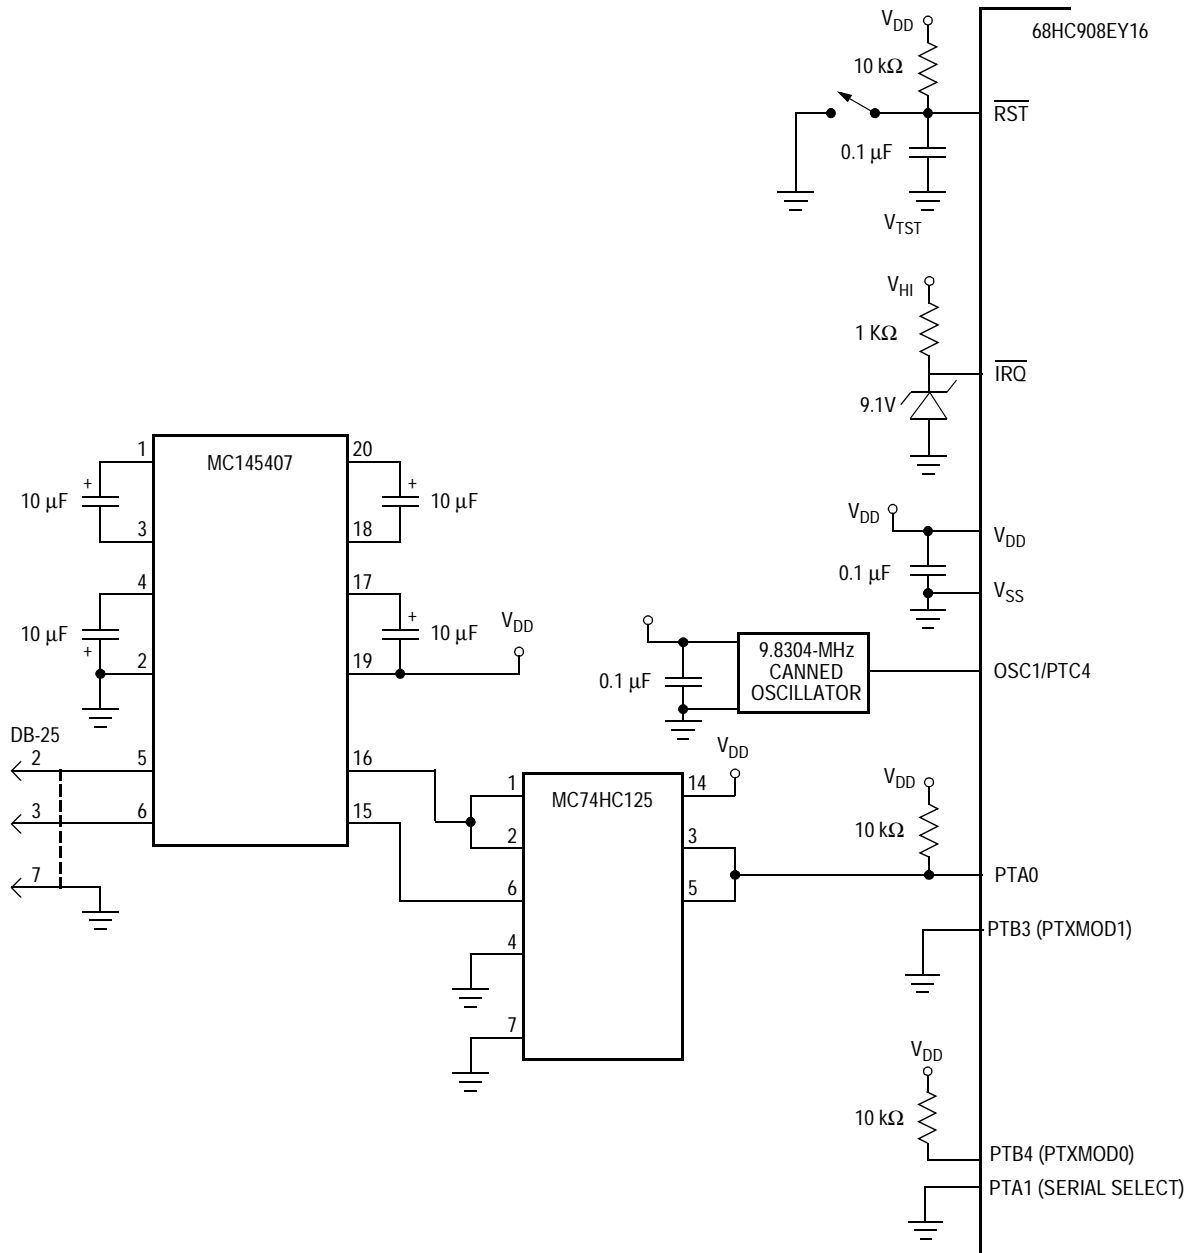 V_DD
68HC908EY16
10 kΩ
RST
0.1 µF
V_TST
V_HI
1 KΩ
IRQ
9.1V
1
20
MC145407
+
+
10 µF
10 µF
3
18
V_DD
V_DD
0.1 µF
V_SS
4
17
+
V_DD
10 µF
10 µF
+
2
19
9.8304-MHz
CANNED
OSCILLATOR
0.1 µF
OSC1/PTC4
DB-25
2
5
16
V_DD
1
14
MC74HC125
V_DD
3
6
15
2
3
10 kΩ
7
6
5
PTA0
4
PTB3 (PTXMOD1)
7
V_DD
10 kΩ
PTB4 (PTXMOD0)
PTA1 (SERIAL SELECT)